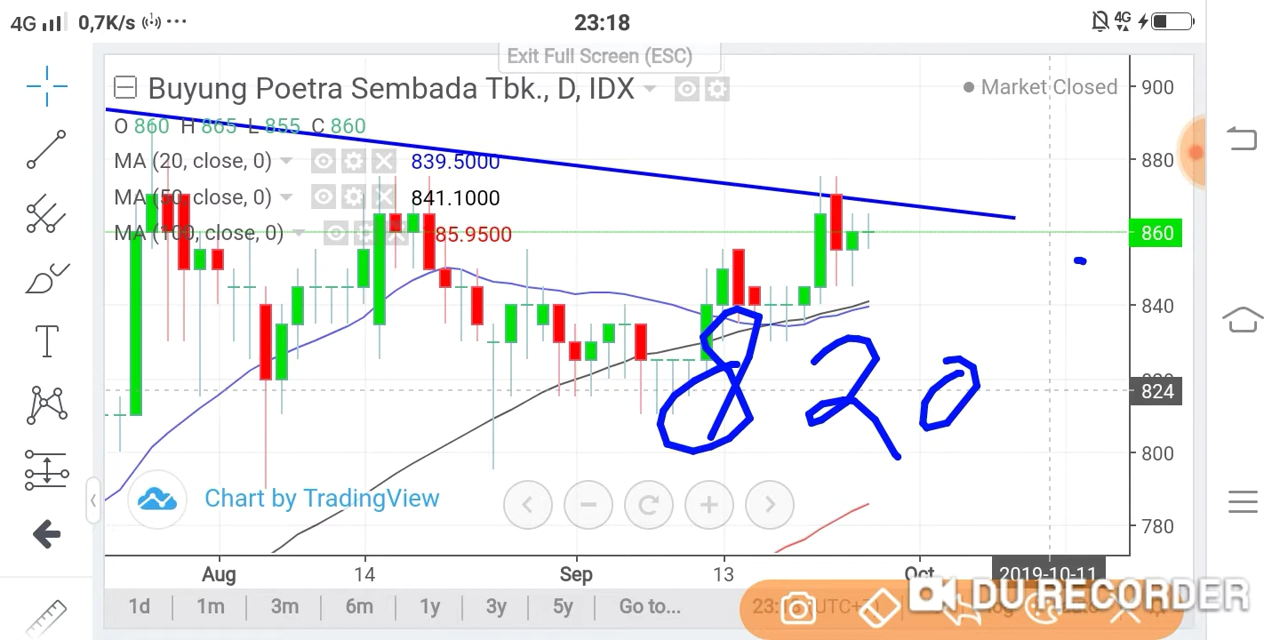 4G 0,7K/s ... 23:18 4G
Exit Full Screen (ESC)
Buyung Poetra Sembada Tbk., D, IDX
Market Closed
O 860 H 865 L 855 C 860
MA (20, close, 0) 839.5000
MA (50, close, 0) 841.1000
MA (100, close, 0) 85.9500
900
880
860
840
824
800
780
820
Chart by TradingView
Aug 14 Sep 13 Oct 2019-10-11
1d 1m 3m 6m 1y 3y 5y Go to...
DU RECORDER